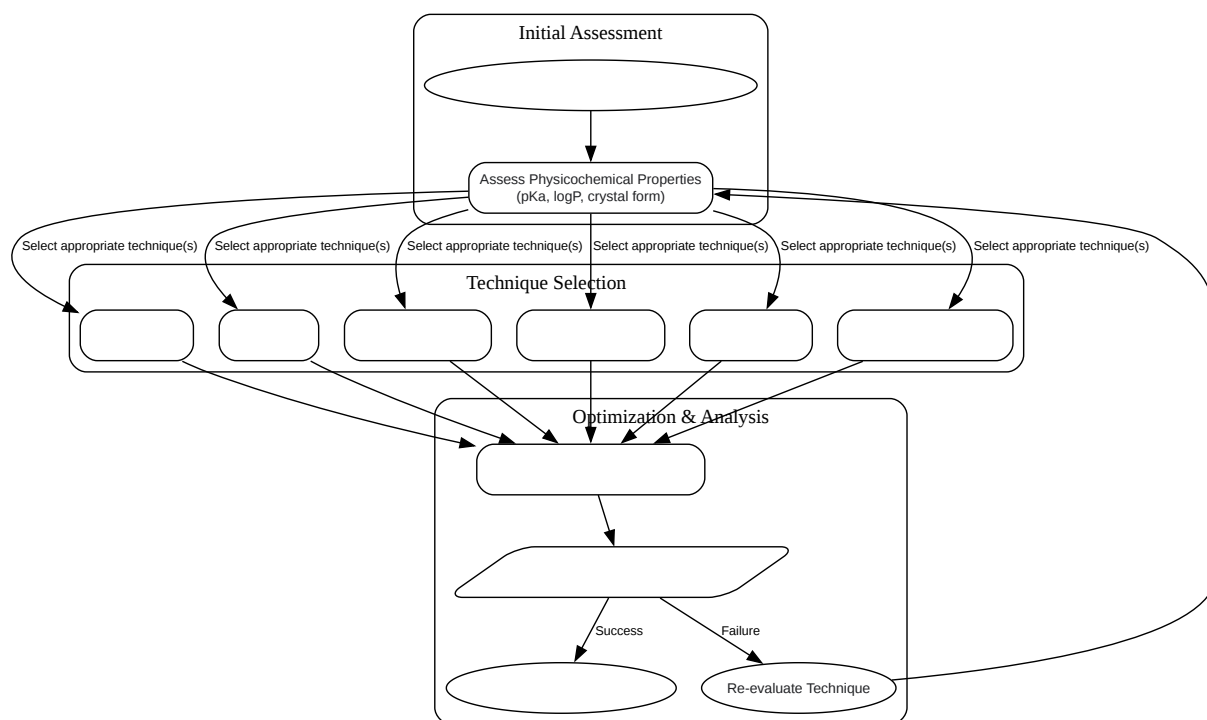 Initial Assessment
Assess Physicochemical Properties
(pKa, logP, crystal form)
Select appropriate technique(s)
Select appropriate technique(s)
Select appropriate technique(s)
Select appropriate technique(s)
Select appropriate technique(s)
Select appropriate technique(s)
Technique Selection
Optimization & Analysis
Success
Failure
Re-evaluate Technique